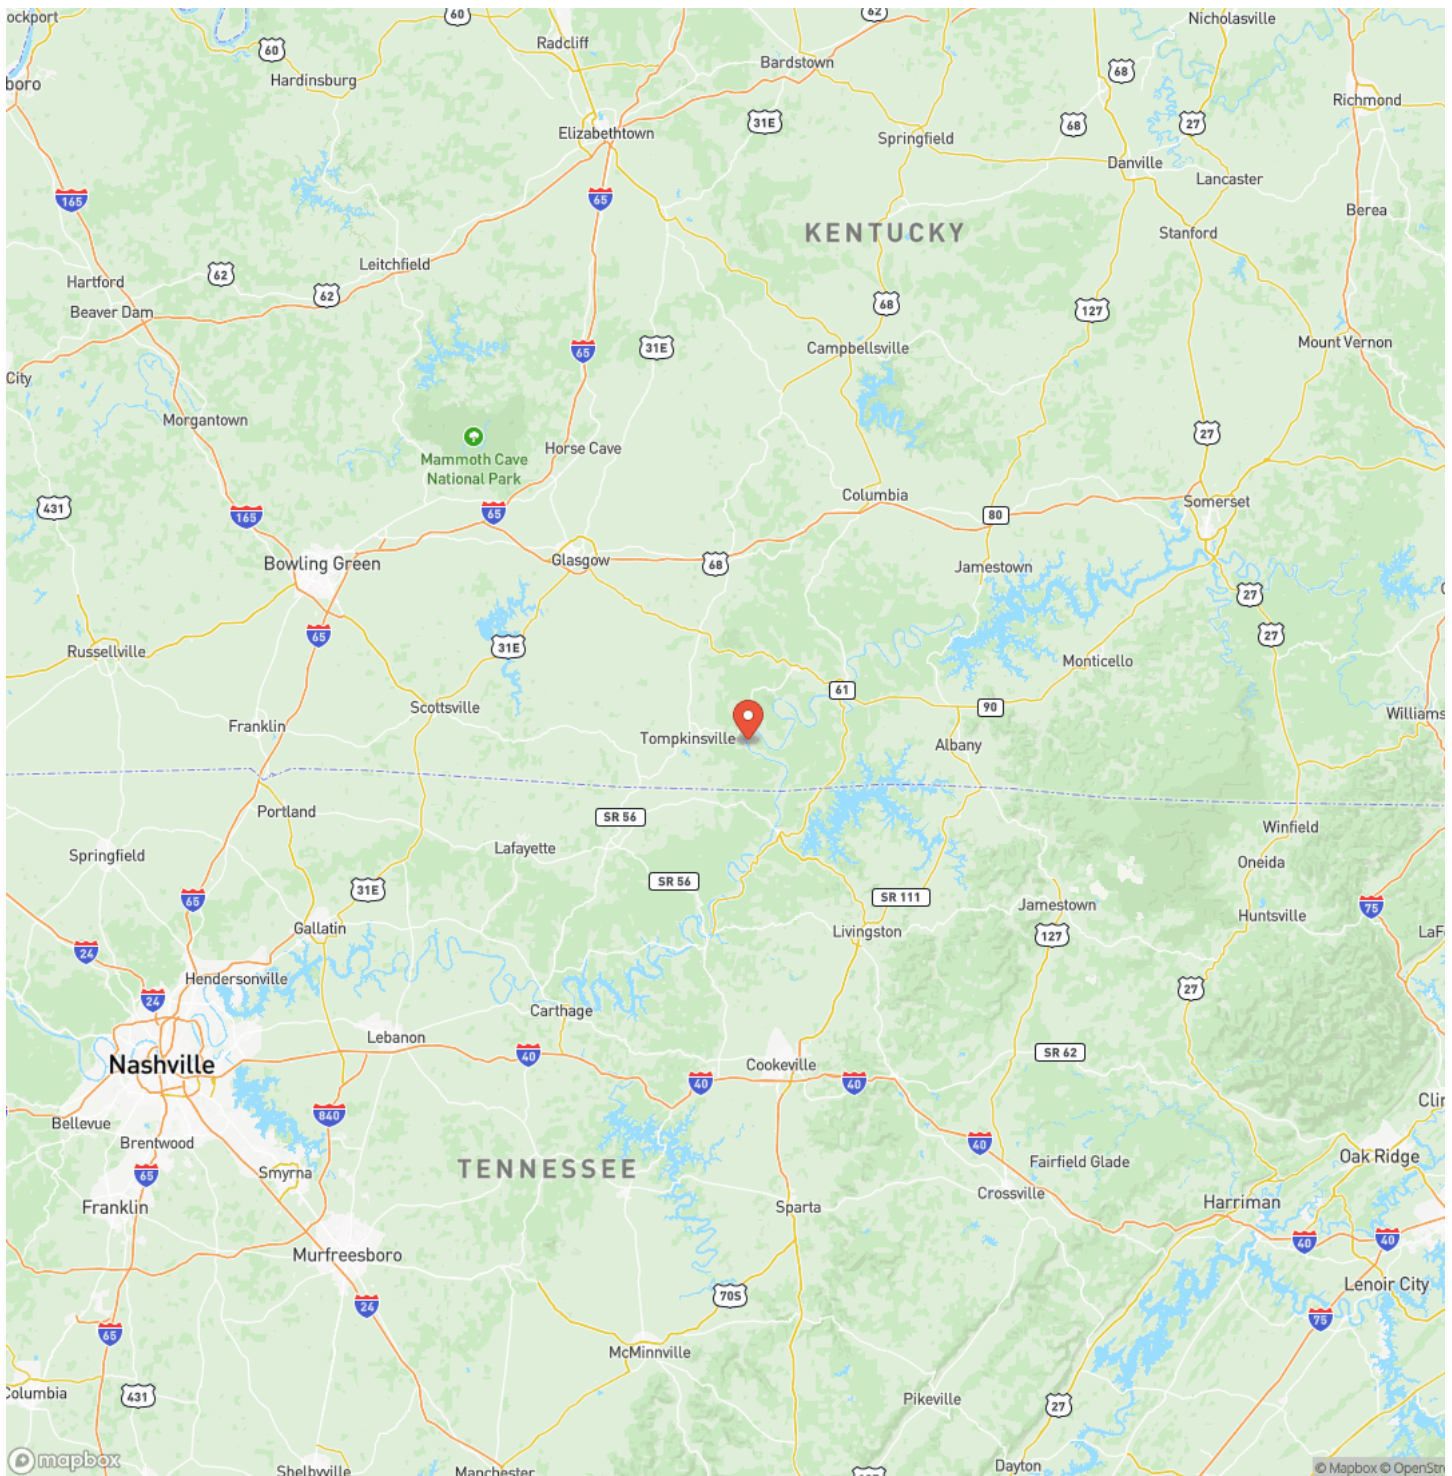 ockport
60
62
Nicholasville
Radcliff
60
Bardstown
68
Hardinsburg
boro
Richmond
31E
68
27
Elizabethtown
Springfield
Danville
Lancaster
165
65
Berea
KENTUCKY
Stanford
Leitchfield
62
Hartford
62
68
127
Beaver Dam
31E
65
Campbellsville
Mount Vernon
City
Morgantown
27
Horse Cave
Mammoth Cave
National Park
Columbia
Somerset
431
165
65
80
Bowling Green
Glasgow
68
Jamestown
27
65
27
31E
Russellville
Monticello
61
Scottsville
90
Franklin
Williams
Tompkinsville
Albany
Portland
SR 56
Winfield
Springfield
Lafayette
Oneida
31E
SR 56
65
SR 111
Jamestown
75
Huntsville
Gallatin
Livingston
127
LaF
24
Hendersonville
27
24
Carthage
Lebanon
Nashville
40
SR 62
Cookeville
40
40
Clin
840
Bellevue
Brentwood
40
Oak Ridge
65
Smyrna
TENNESSEE
Fairfield Glade
Crossville
Franklin
Sparta
Harriman
40
40
Murfreesboro
Lenoir City
70S
24
75
65
McMinnville
Columbia
431
Pikeville
27
mapbox
Shelbyville
Manchester
Dayton
© Mapbox © OpenStr